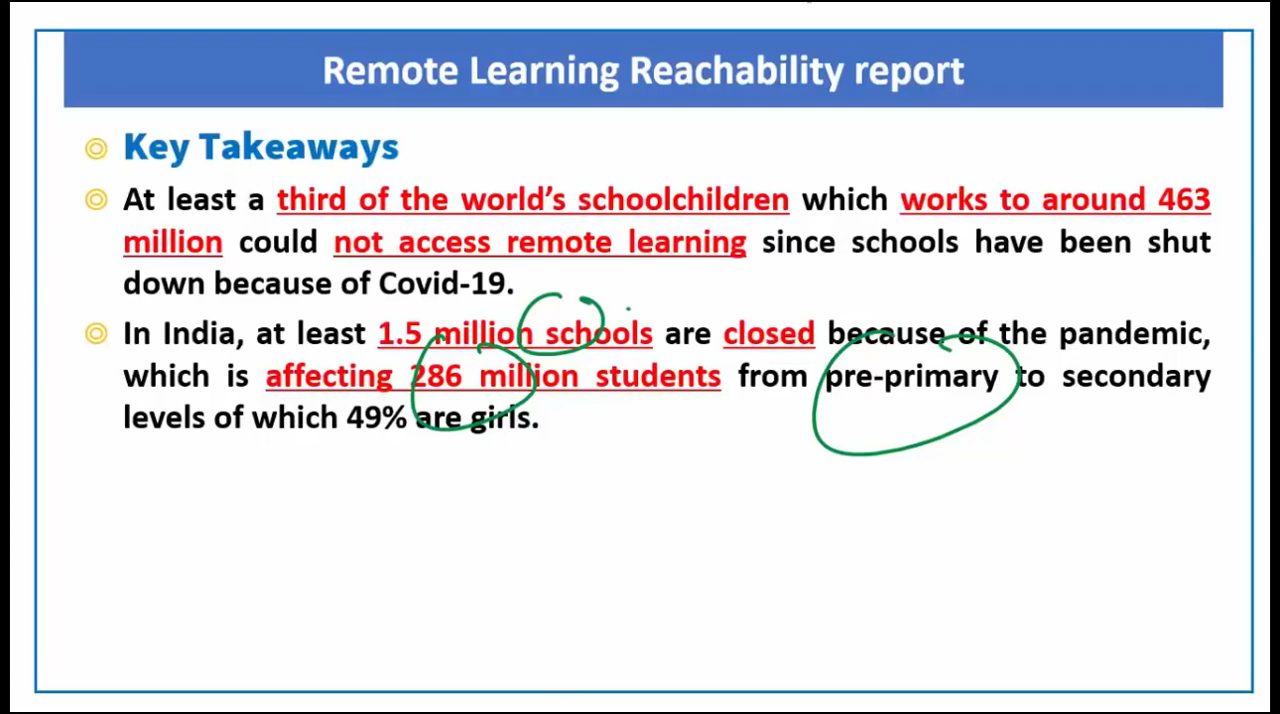 Remote Learning Reachability report
Key Takeaways
At least a third of the world's schoolchildren which works to around 463
million could not access remote learning since schools have been shut
down because of Covid-19.
In India, at least 1.5 million schools are closed because of the pandemic,
which is affecting 286 million students from pre-primary to secondary
levels of which 49% are girls.